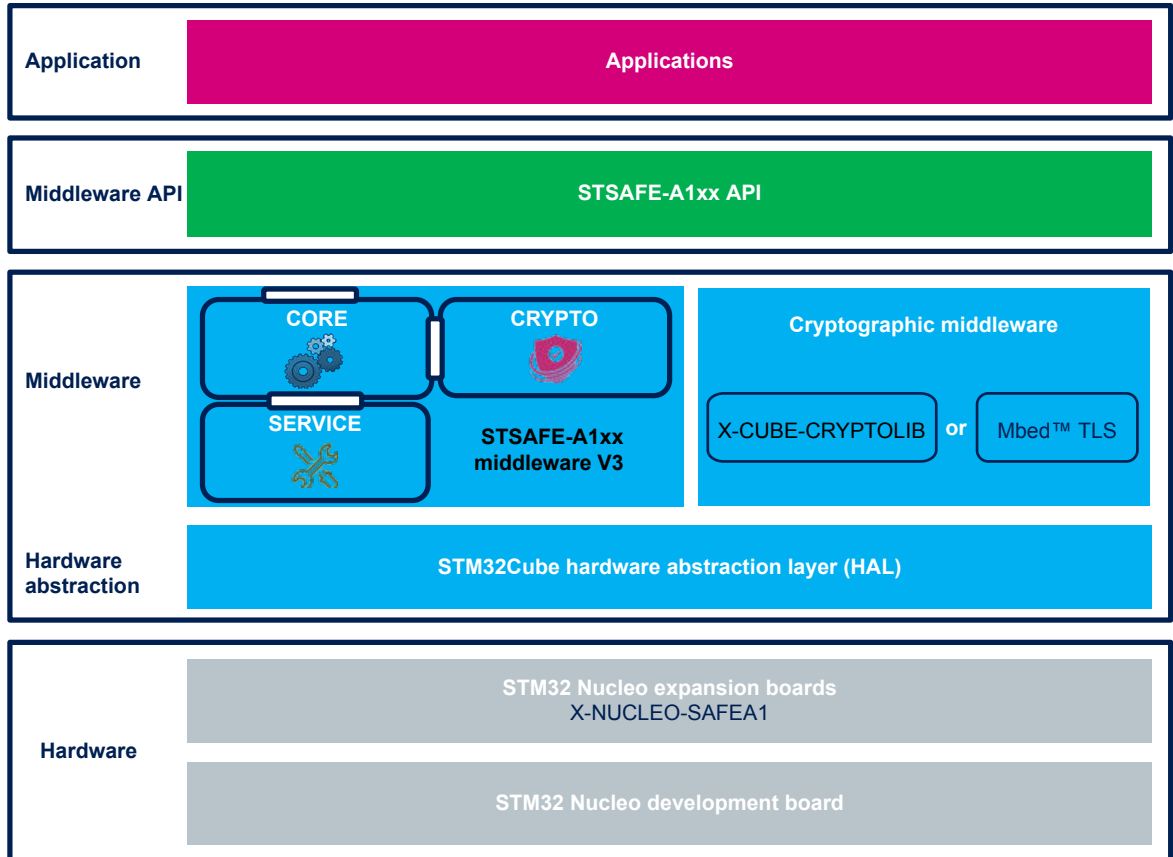 Application
Applications
Middleware API
STSAFE-A1xx API
Middleware
CORE
CRYPTO
SERVICE
STSAFE-A1xx
middleware V3
Cryptographic middleware
X-CUBE-CRYPTOLIB
or
Mbed™ TLS
Hardware
abstraction
STM32Cube hardware abstraction layer (HAL)
Hardware
STM32 Nucleo expansion boards
X-NUCLEO-SAFEA1
STM32 Nucleo development board